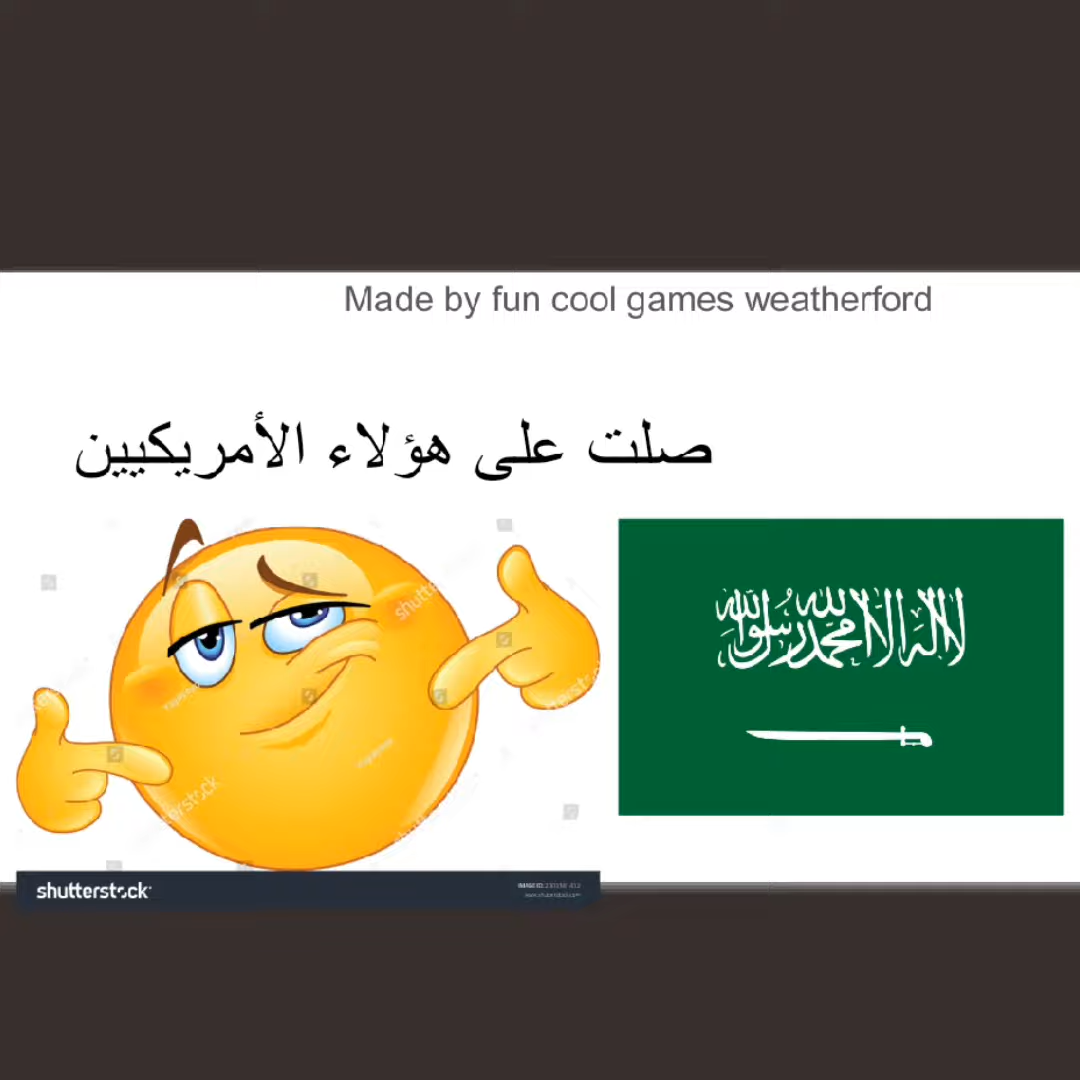 Made by fun cool games weatherford
صلت على هؤلاء الأمريكيين
لا إله إلا الله محمد رسول الله
shutterstock